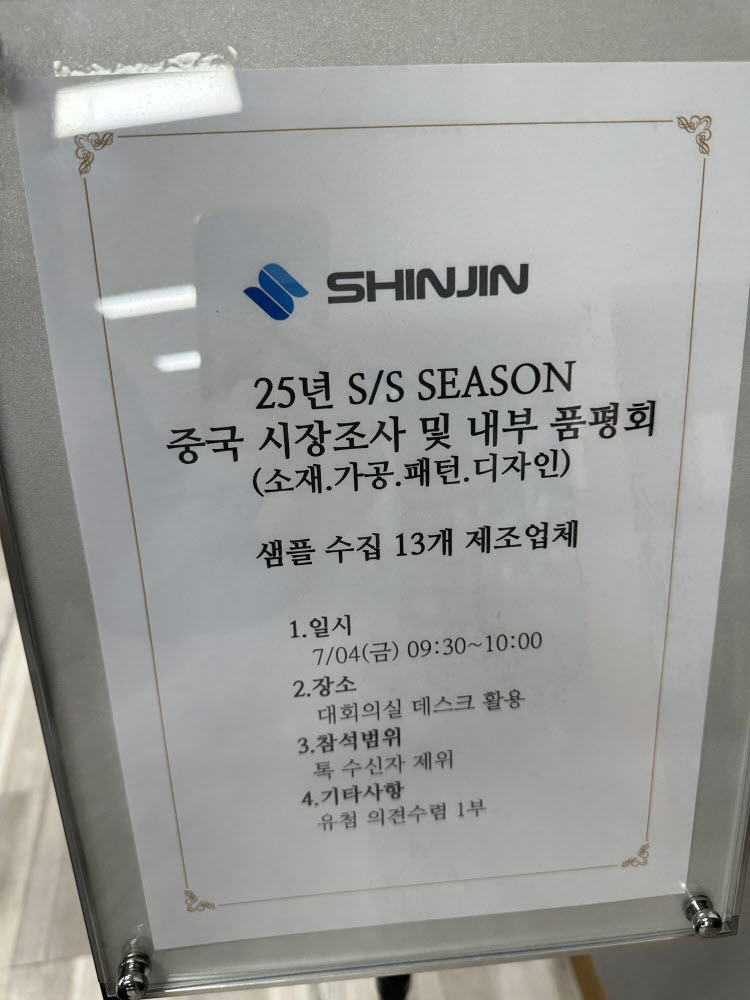 SHINJIN
25년 S/S SEASON
중국 시장조사 및 내부 품평회
(소재.가공.패턴.디자인)
샘플 수집 13개 제조업체
1.일시
7/04(금) 09:30~10:00
2.장소
대회의실 데스크 활용
3.참석범위
톡 수신자 제위
4.기타사항
유첨 의견수렴 1부